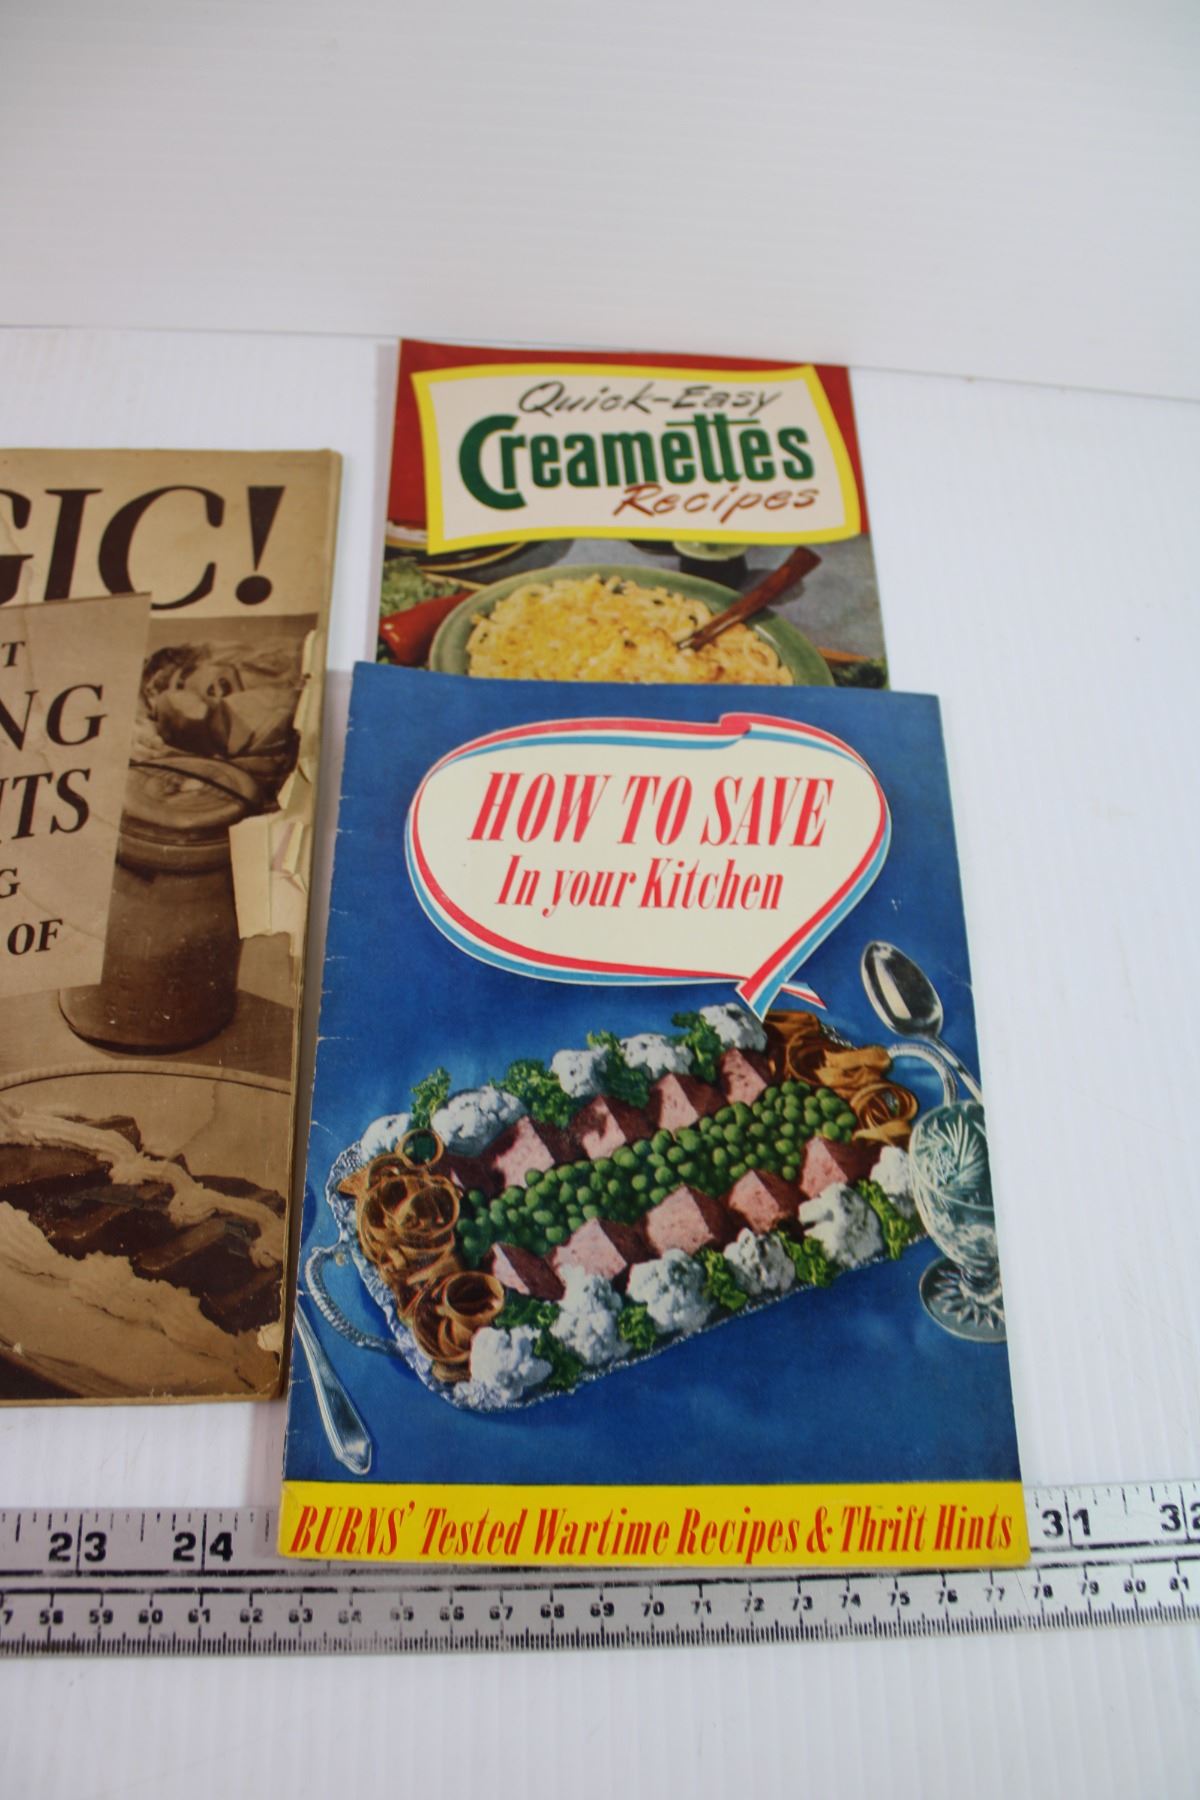 Quick-Easy
Creamettes
Recipes
GIC!
T
NG
TS
G
OF
HOW TO SAVE
In your Kitchen
BURNS' Tested Wartime Recipes & Thrift Hints
23 24 31 32
58 59 60 61 62 63 64 65 66 67 68 69 70 71 72 73 74 75 76 77 78 79 80 81